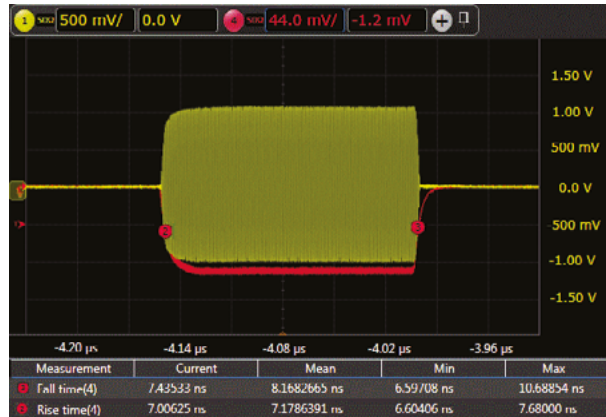 1 500 mV/ 0.0 V 4 44.0 mV/ -1.2 mV
1.50 V
1.00 V
500 mV
0.0 V
-500 mV
2 3
-1.00 V
-1.50 V
-4.20 µs -4.14 µs -4.08 µs -4.02 µs -3.96 µs
Measurement Current Mean Min Max
3 Fall time(4) 7.43533 ns 8.1682665 ns 6.59708 ns 10.68854 ns
2 Rise time(4) 7.00625 ns 7.1786391 ns 6.60406 ns 7.68000 ns